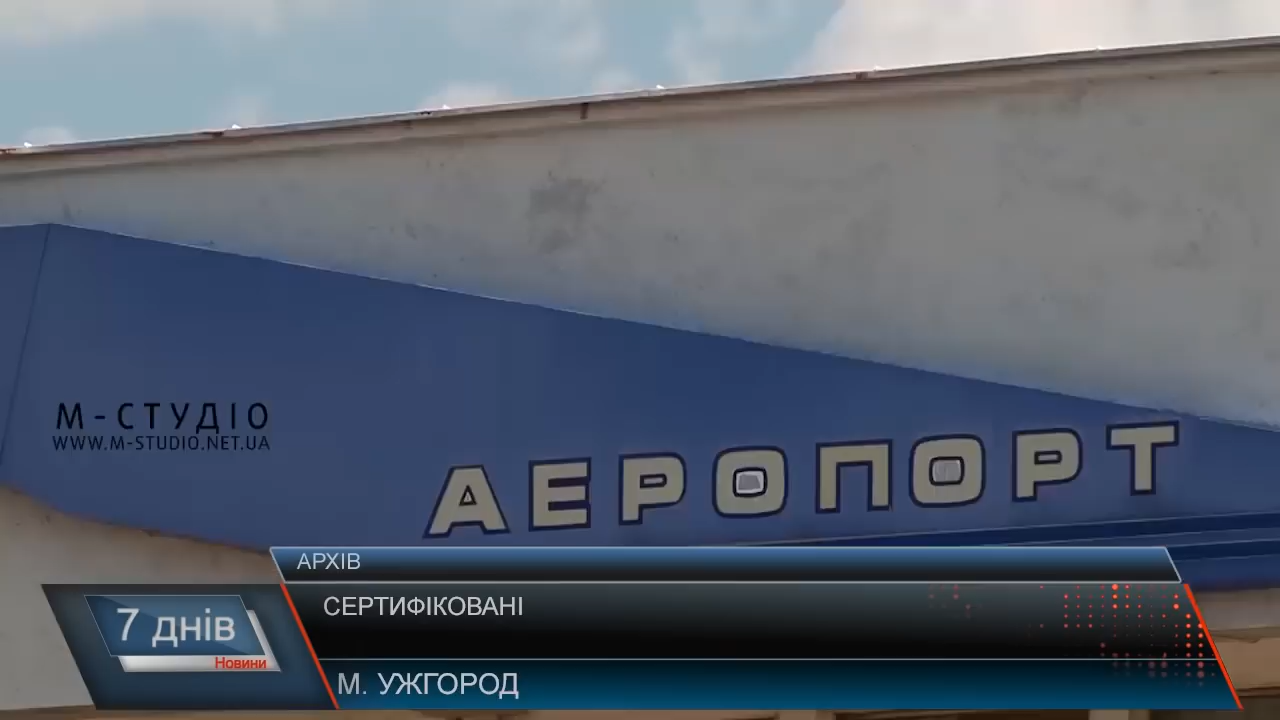 М-СТУДІО
WWW.M-STUDIO.NET.UA
АЕРОПОРТ
АРХІВ
СЕРТИФІКОВАНІ
7 днів
Новини
М. УЖГОРОД